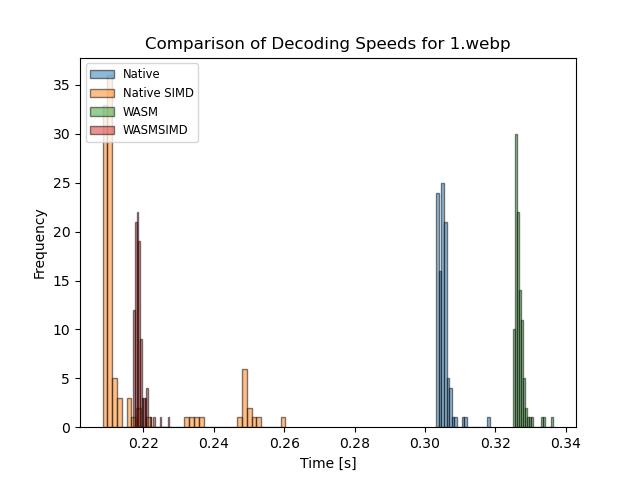 Comparison of Decoding Speeds for 1.webp
Native
Native SIMD
WASM
WASMSIMD
35
30
25
20
15
10
5
0
Frequency
0.22
0.24
0.26
0.28
0.30
0.32
0.34
Time [s]